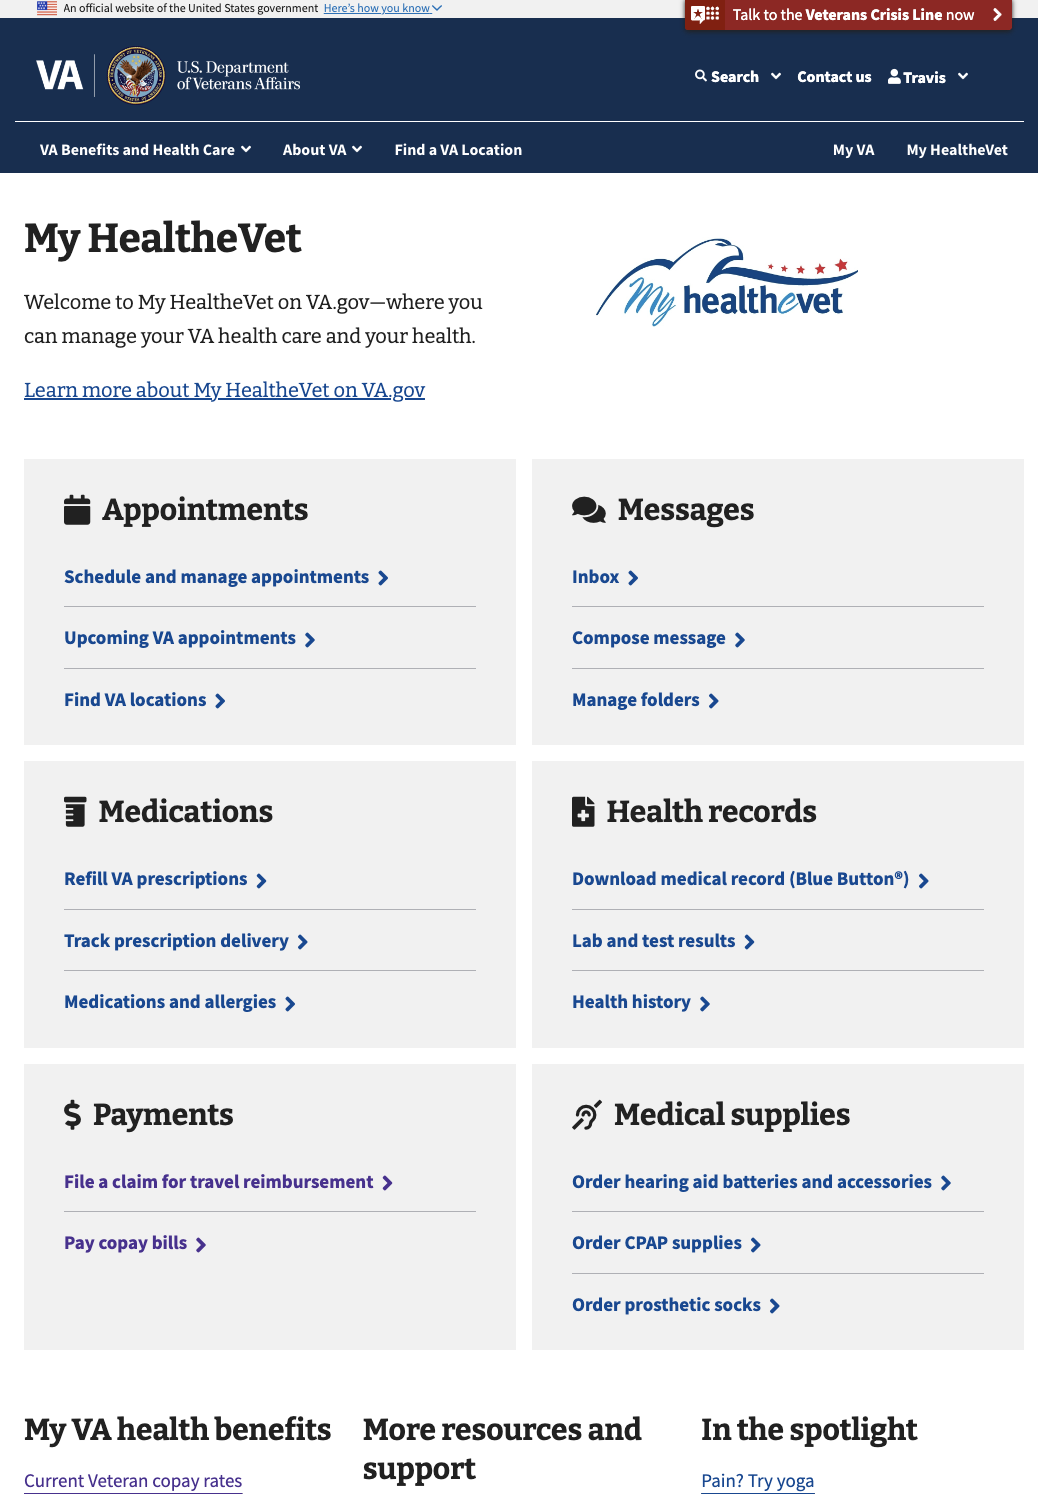 An official website of the United States government Here's how you know
Talk to the Veterans Crisis Line now
VA
U.S. Department
of Veterans Affairs
Search Contact us Travis
VA Benefits and Health Care About VA Find a VA Location My VA My HealtheVet
My HealtheVet
Welcome to My HealtheVet on VA.gov—where you
can manage your VA health care and your health.
My healthevet
Learn more about My HealtheVet on VA.gov
Appointments
Schedule and manage appointments
Upcoming VA appointments
Find VA locations
Messages
Inbox
Compose message
Manage folders
Medications
Refill VA prescriptions
Track prescription delivery
Medications and allergies
Health records
Download medical record (Blue Button®)
Lab and test results
Health history
Payments
File a claim for travel reimbursement
Pay copay bills
Medical supplies
Order hearing aid batteries and accessories
Order CPAP supplies
Order prosthetic socks
My VA health benefits
Current Veteran copay rates
More resources and
support
In the spotlight
Pain? Try yoga